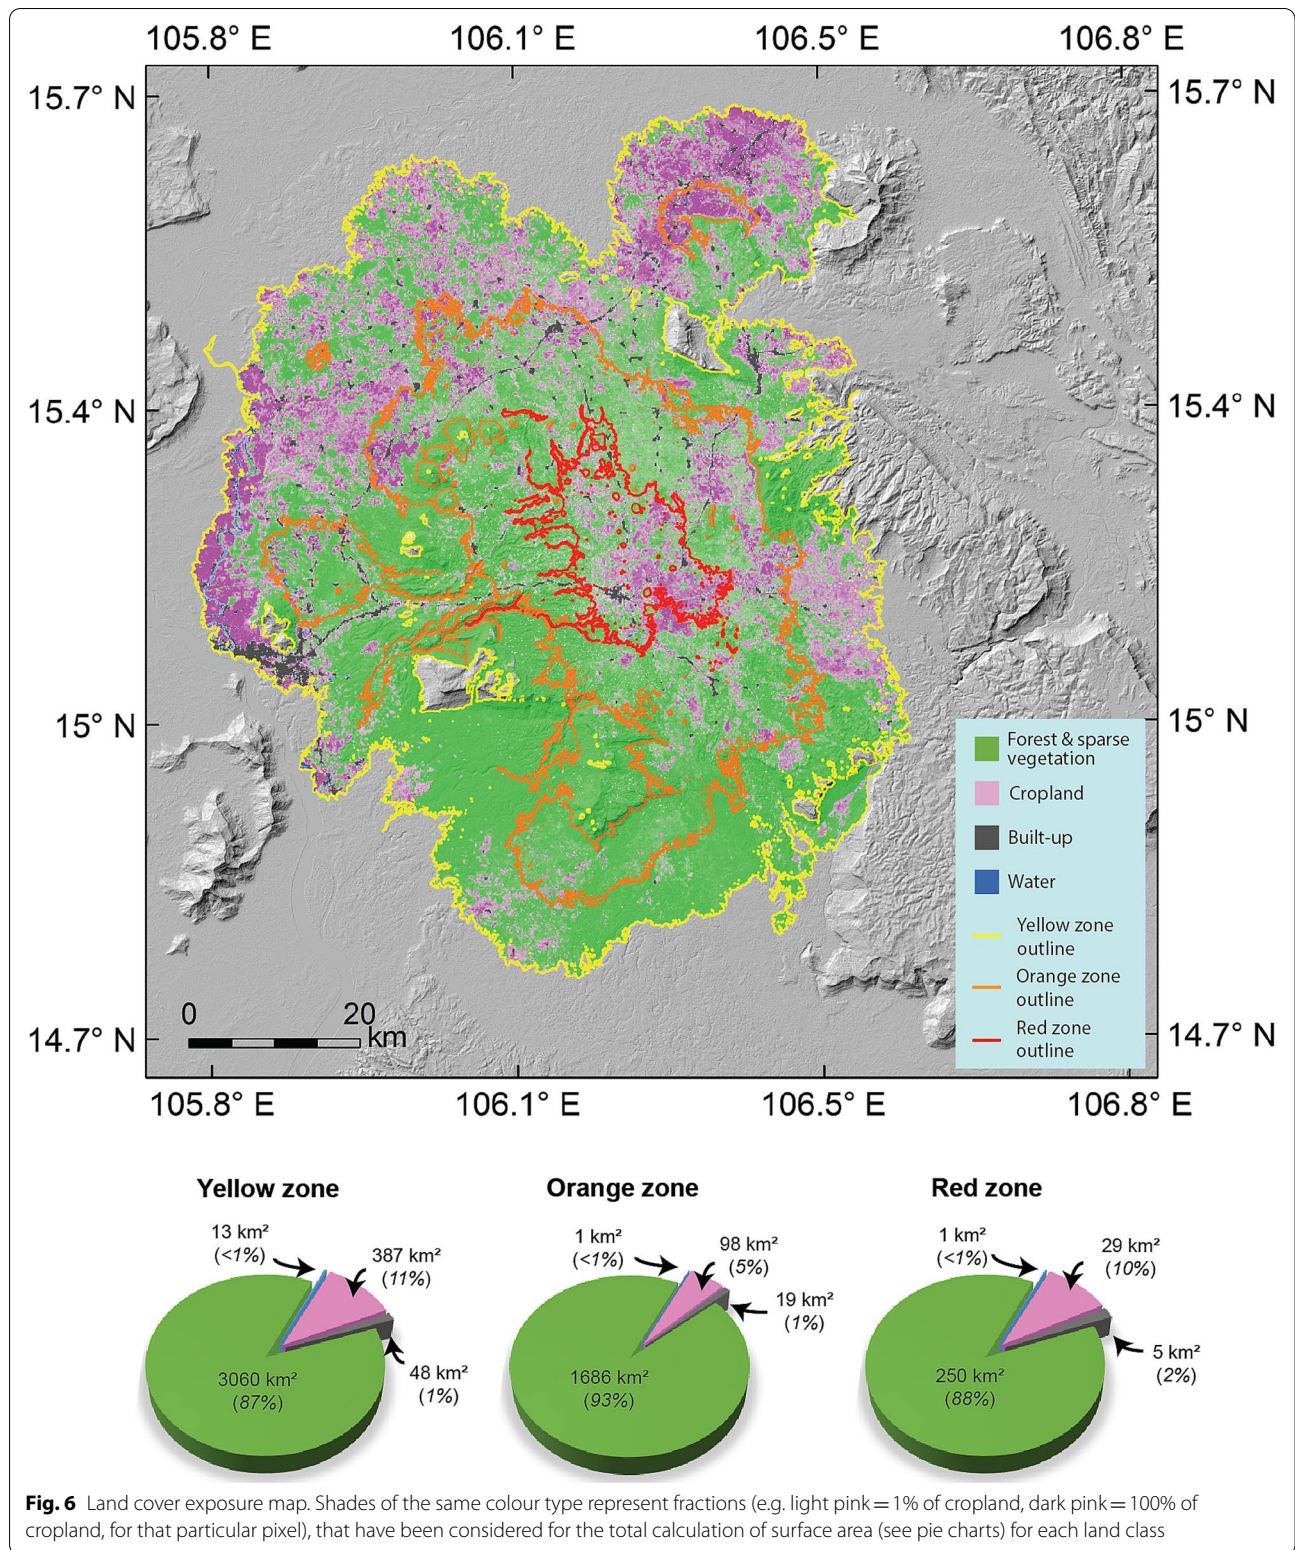 105.8° E 106.1° E 106.5° E 106.8° E
15.7° N 15.7° N
15.4° N 15.4° N
15° N 15° N
14.7° N 14.7° N
Forest & sparse
vegetation
Cropland
Built-up
Water
Yellow zone
outline
Orange zone
outline
Red zone
outline
0 20
km
105.8° E 106.1° E 106.5° E 106.8° E
Yellow zone
13 km²
(<1%)
387 km²
(11%)
3060 km²
(87%)
48 km²
(1%)
Orange zone
1 km²
(<1%)
98 km²
(5%)
19 km²
(1%)
1686 km²
(93%)
Red zone
1 km²
(<1%)
29 km²
(10%)
5 km²
(2%)
250 km²
(88%)
Fig. 6 Land cover exposure map. Shades of the same colour type represent fractions (e.g. light pink = 1% of cropland, dark pink = 100% of
cropland, for that particular pixel), that have been considered for the total calculation of surface area (see pie charts) for each land class